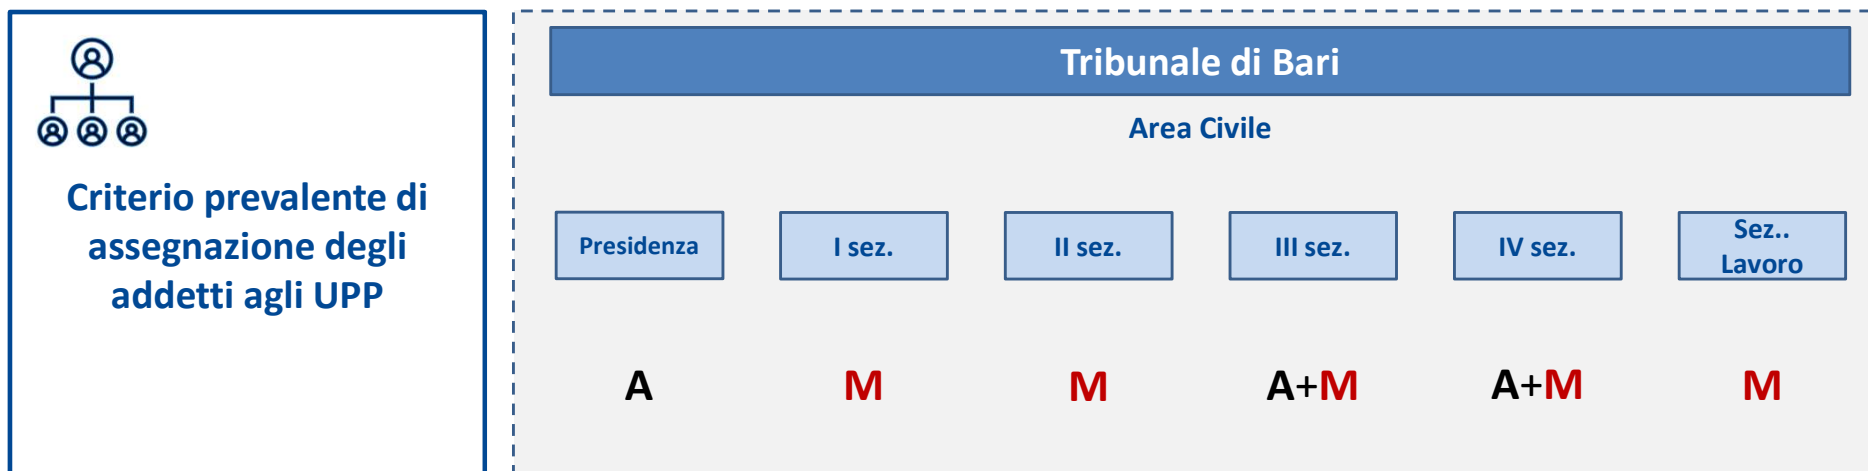 Criterio prevalente di
assegnazione degli
addetti agli UPP
Tribunale di Bari
Area Civile
Presidenza
I sez.
II sez.
III sez.
IV sez.
Sez..
Lavoro
A
M
M
A+M
A+M
M